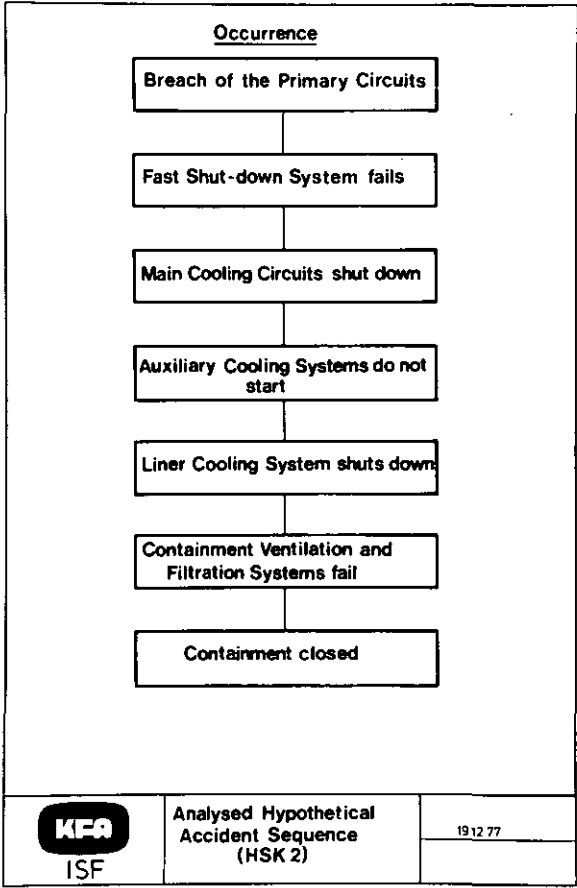 Occurrence
Breach of the Primary Circuits
Fast Shut-down System fails
Main Cooling Circuits shut down
Auxiliary Cooling Systems do not
start
Liner Cooling System shuts down
Containment Ventilation and
Filtration Systems fail
Containment closed
KFA
ISF
Analysed Hypothetical
Accident Sequence
(HSK 2)
19 12 77